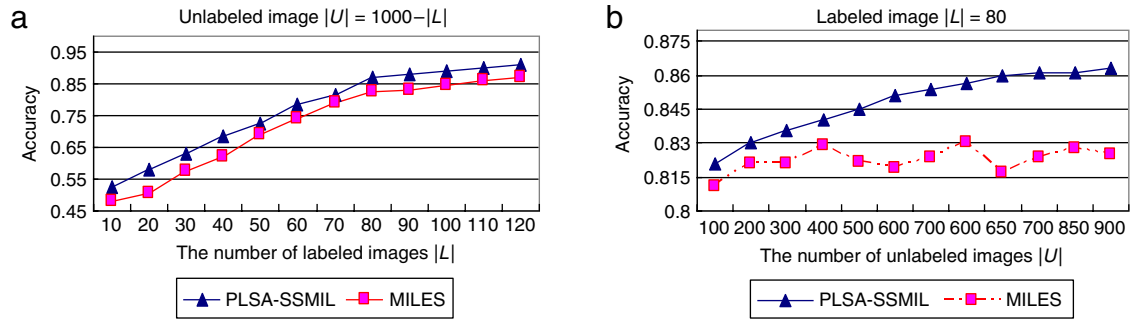 a
Unlabeled image |U| = 1000–|L|
Accuracy
0.95
0.85
0.75
0.65
0.55
0.45
10 20 30 40 50 60 70 80 90 100 110 120
The number of labeled images |L|
PLSA-SSMIL MILES
b
Labeled image |L| = 80
Accuracy
0.875
0.86
0.845
0.83
0.815
0.8
100 200 300 400 500 600 700 600 650 700 850 900
The number of unlabeled images |U|
PLSA-SSMIL MILES